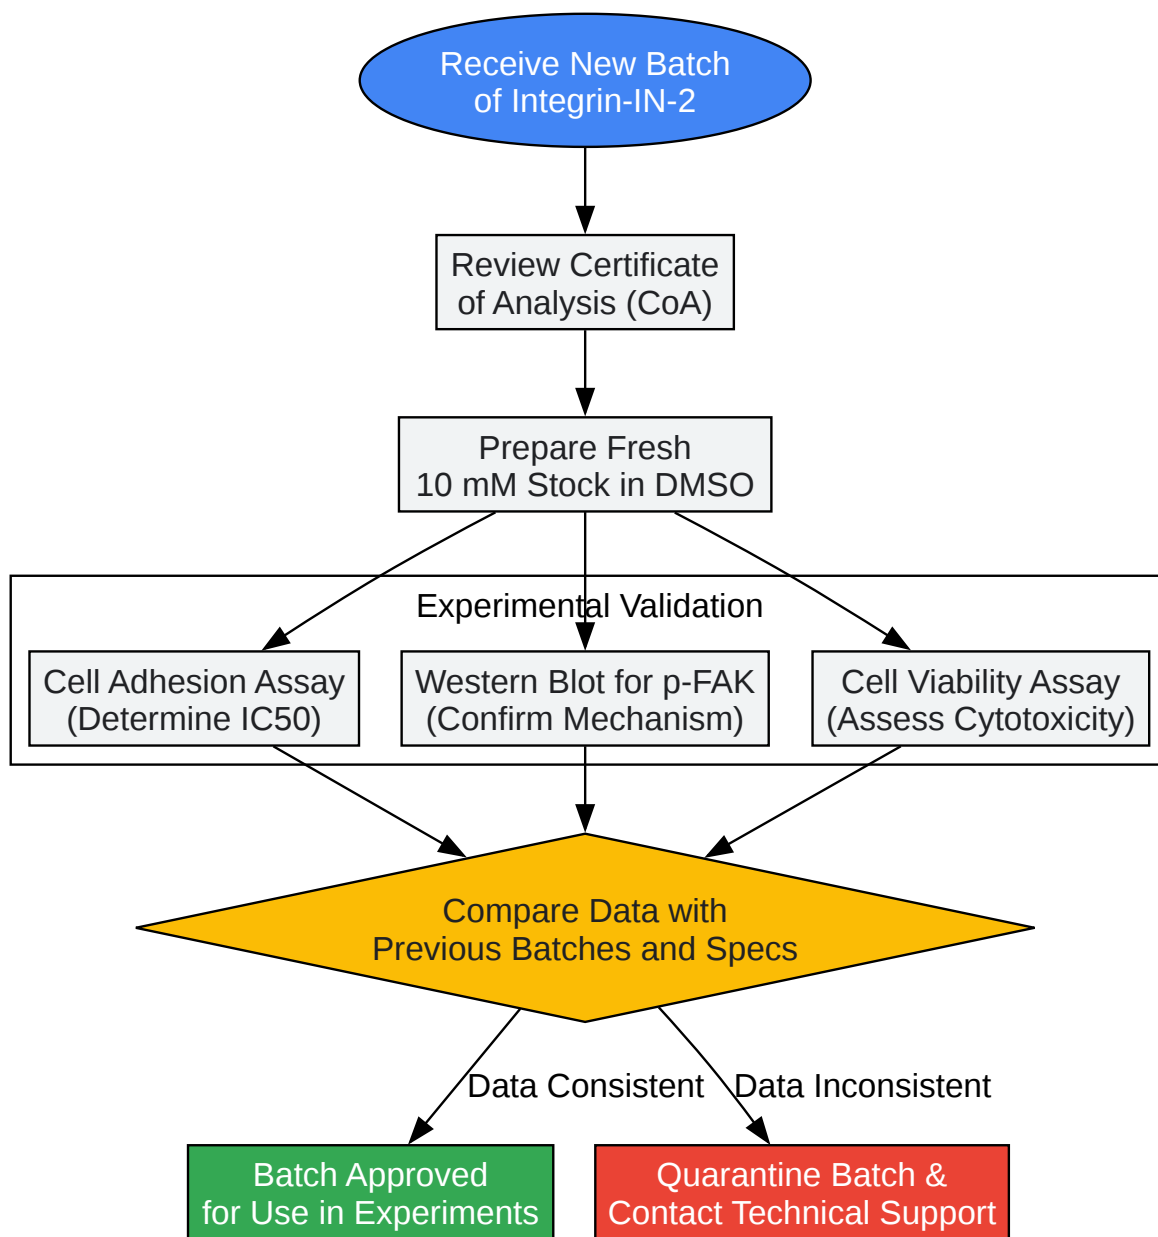 Receive New Batch
of Integrin-IN-2
Review Certificate
of Analysis (CoA)
Prepare Fresh
10 mM Stock in DMSO
Experimental Validation
Cell Adhesion Assay
(Determine IC50)
Western Blot for p-FAK
(Confirm Mechanism)
Cell Viability Assay
(Assess Cytotoxicity)
Compare Data with
Previous Batches and Specs
Data Consistent
Data Inconsistent
Batch Approved
for Use in Experiments
Quarantine Batch &
Contact Technical Support